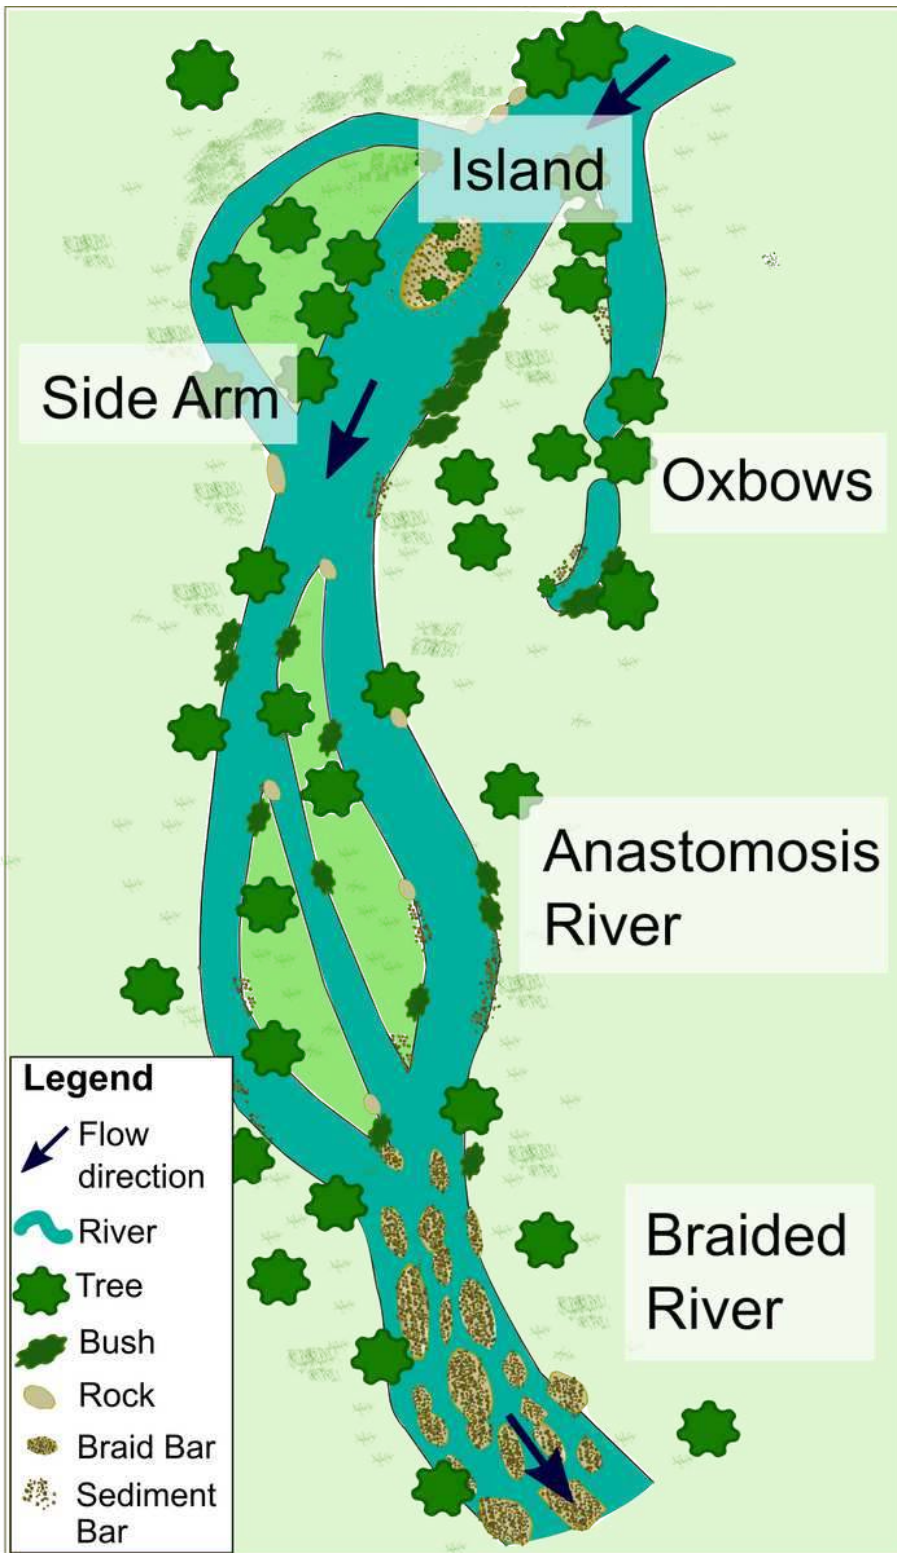 Island
Side Arm
Oxbows
Anastomosis
River
Braided
River
Legend
Flow
direction
River
Tree
Bush
Rock
Braid Bar
Sediment
Bar